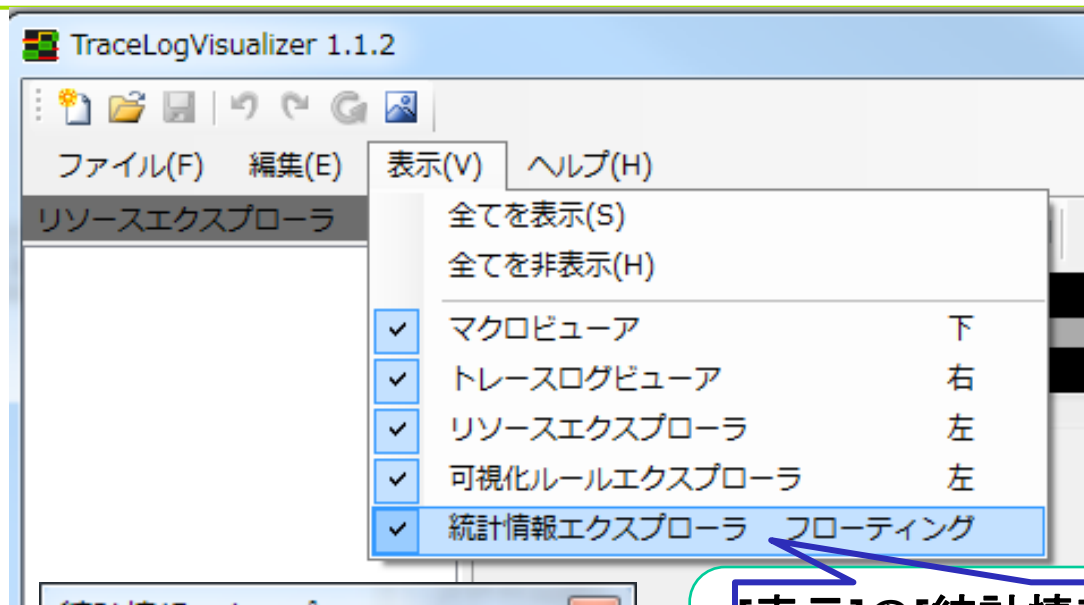 TraceLogVisualizer 1.1.2
ファイル(F) 編集(E) 表示(V) ヘルプ(H)
リソースエクスプローラ
全てを表示(S)
全てを非表示(H)
マクロビューア 下
トレースログビューア 右
リソースエクスプローラ 左
可視化ルールエクスプローラ 左
統計情報エクスプローラ フローティング